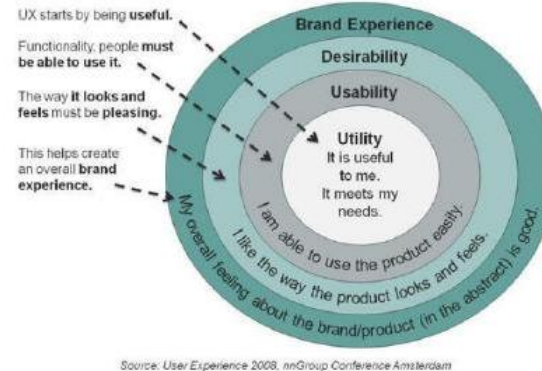 UX starts by being useful.
Functionality, people must
be able to use it.
The way it looks and
feels must be pleasing.
This helps create
an overall brand
experience.
Brand Experience
Desirability
Usability
Utility
It is useful
to me.
It meets my
needs.
I am able to use the product easily.
I like the way the product looks and feels.
My overall feeling about the brand/product (in the abstract) is good.
Source: User Experience 2008, nnGroup Conference Amsterdam